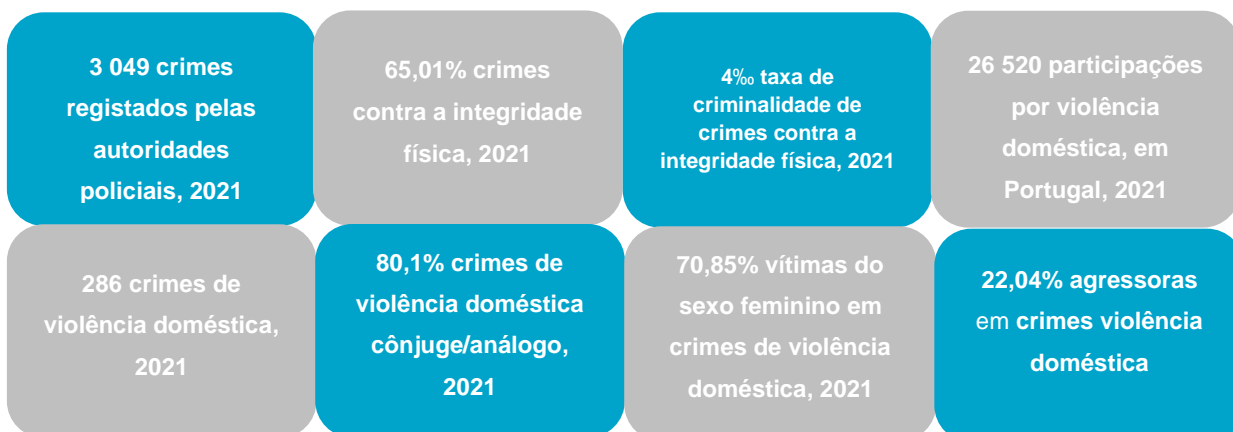 3 049 crimes
registados pelas
autoridades
policiais, 2021
65,01% crimes
contra a integridade
física, 2021
4‰ taxa de
criminalidade de
crimes contra a
integridade física, 2021
26 520 participações
por violência
doméstica, em
Portugal, 2021
286 crimes de
violência doméstica,
2021
80,1% crimes de
violência doméstica
cônjuge/análogo,
2021
70,85% vítimas do
sexo feminino em
crimes de violência
doméstica, 2021
22,04% agressoras
em crimes violência
doméstica